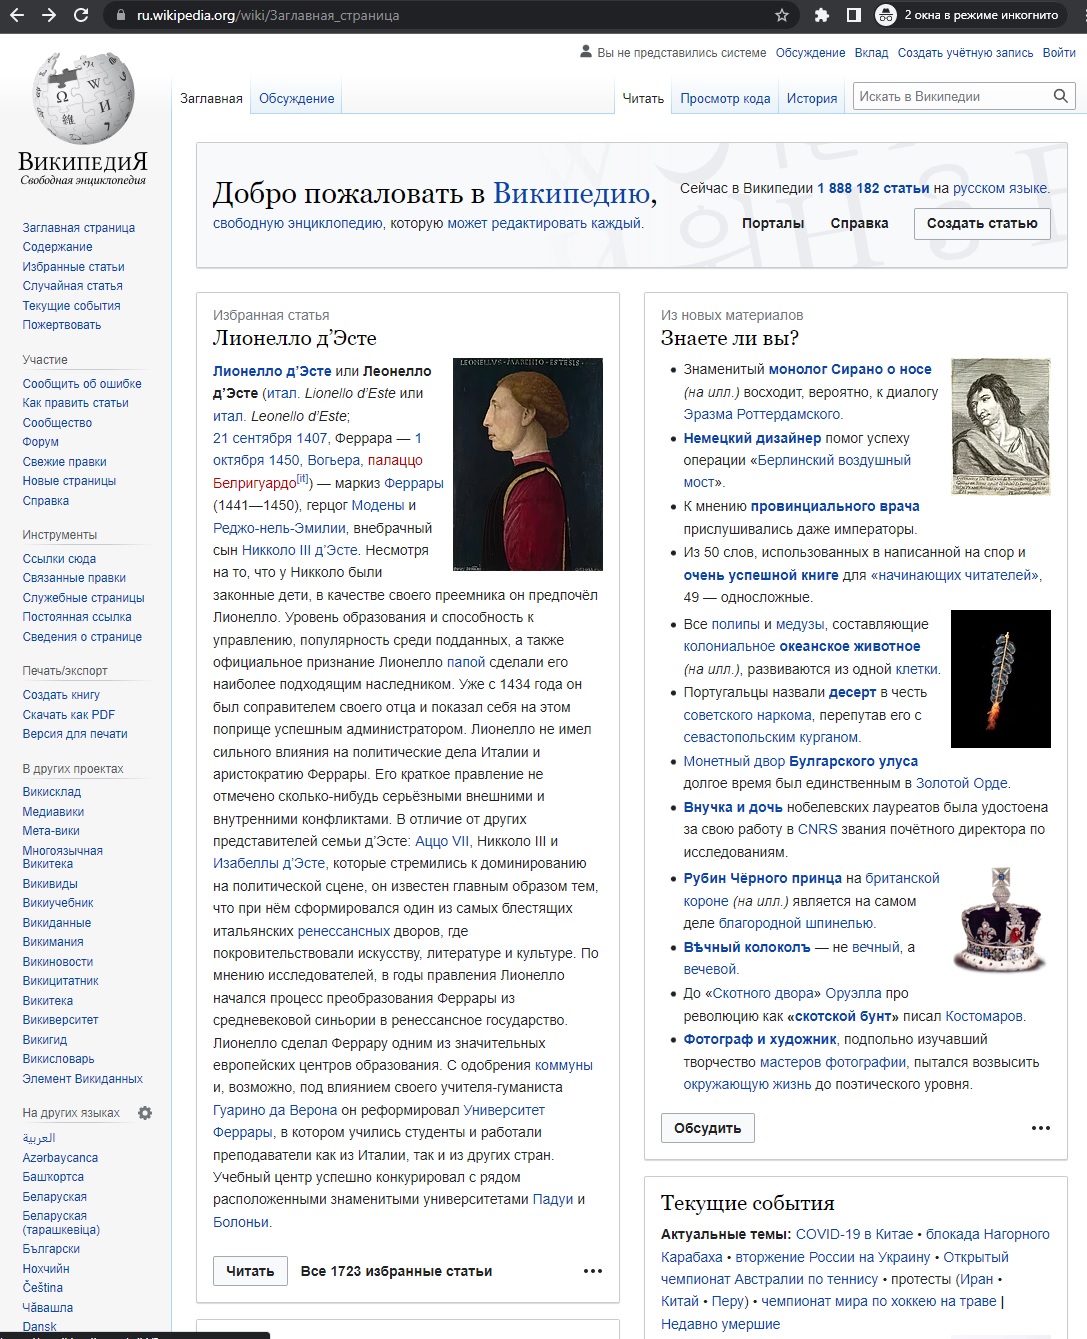 ru.wikipedia.org/wiki/Заглавная_страница
2 окна в режиме инкогнито
Вы не представились системе Обсуждение Вклад Создать учётную запись Войти
Заглавная Обсуждение Читать Просмотр кода История Искать в Википедии
ВикипедиЯ
Свободная энциклопедия
Заглавная страница
Содержание
Избранные статьи
Случайная статья
Текущие события
Пожертвовать
Участие
Сообщить об ошибке
Как править статьи
Сообщество
Форум
Свежие правки
Новые страницы
Справка
Инструменты
Ссылки сюда
Связанные правки
Служебные страницы
Постоянная ссылка
Сведения о странице
Печать/экспорт
Создать книгу
Скачать как PDF
Версия для печати
В других проектах
Викисклад
Медиавики
Мета-вики
Многоязычная
Викитека
Викивиды
Викиучебник
Викиданные
Викимания
Викиновости
Викицитатник
Викитека
Викиверситет
Викигид
Викисловарь
Элемент Викиданных
На других языках
العربية
Azərbaycanca
Башҡортса
Беларуская
Беларуская
(тарашкевіца)
Български
Нохчийн
Čeština
Чӑвашла
Dansk
Добро пожаловать в Википедию,
свободную энциклопедию, которую может редактировать каждый.
Сейчас в Википедии 1 888 182 статьи на русском языке.
Порталы Справка Создать статью
Избранная статья
Лионелло д’Эсте
LEONELLVS·MARCHIO·ESTESIS
Лионелло д’Эсте или Леонелло
д’Эсте (итал. Lionello d’Este или
итал. Leonello d’Este;
21 сентября 1407, Феррара — 1
октября 1450, Вогьера, палаццо
Белригуардо[it]) — маркиз Феррары
(1441—1450), герцог Модены и
Реджо-нель-Эмилии, внебрачный
сын Никколо III д’Эсте. Несмотря
на то, что у Никколо были
законные дети, в качестве своего преемника он предпочёл
Лионелло. Уровень образования и способность к
управлению, популярность среди подданных, а также
официальное признание Лионелло папой сделали его
наиболее подходящим наследником. Уже с 1434 года он
был соправителем своего отца и показал себя на этом
поприще успешным администратором. Лионелло не имел
сильного влияния на политические дела Италии и
аристократию Феррары. Его краткое правление не
отмечено сколько-нибудь серьёзными внешними и
внутренними конфликтами. В отличие от других
представителей семьи д’Эсте: Аццо VII, Никколо III и
Изабеллы д’Эсте, которые стремились к доминированию
на политической сцене, он известен главным образом тем,
что при нём сформировался один из самых блестящих
итальянских ренессансных дворов, где
покровительствовали искусству, литературе и культуре. По
мнению исследователей, в годы правления Лионелло
начался процесс преобразования Феррары из
средневековой синьории в ренессансное государство.
Лионелло сделал Феррару одним из значительных
европейских центров образования. С одобрения коммуны
и, возможно, под влиянием своего учителя-гуманиста
Гуарино да Верона он реформировал Университет
Феррары, в котором учились студенты и работали
преподаватели как из Италии, так и из других стран.
Учебный центр успешно конкурировал с рядом
расположенными знаменитыми университетами Падуи и
Болоньи.
Читать Все 1723 избранные статьи
Из новых материалов
Знаете ли вы?
• Знаменитый монолог Сирано о носе
(на илл.) восходит, вероятно, к диалогу
Эразма Роттердамского.
• Немецкий дизайнер помог успеху
операции «Берлинский воздушный
мост».
• К мнению провинциального врача
прислушивались даже императоры.
• Из 50 слов, использованных в написанной на спор и
очень успешной книге для «начинающих читателей»,
49 — односложные.
• Все полипы и медузы, составляющие
колониальное океанское животное
(на илл.), развиваются из одной клетки.
• Португальцы назвали десерт в честь
советского наркома, перепутав его с
севастопольским курганом.
• Монетный двор Булгарского улуса
долгое время был единственным в Золотой Орде.
• Внучка и дочь нобелевских лауреатов была удостоена
за свою работу в CNRS звания почётного директора по
исследованиям.
• Рубин Чёрного принца на британской
короне (на илл.) является на самом
деле благородной шпинелью.
• Вѣчный колоколъ — не вечный, а
вечевой.
• До «Скотного двора» Оруэлла про
революцию как «скотской бунт» писал Костомаров.
• Фотограф и художник, подпольно изучавший
творчество мастеров фотографии, пытался возвысить
окружающую жизнь до поэтического уровня.
Обсудить
Текущие события
Актуальные темы: COVID-19 в Китае • блокада Нагорного
Карабаха • вторжение России на Украину • Открытый
чемпионат Австралии по теннису • протесты (Иран •
Китай • Перу) • чемпионат мира по хоккею на траве |
Недавно умершие